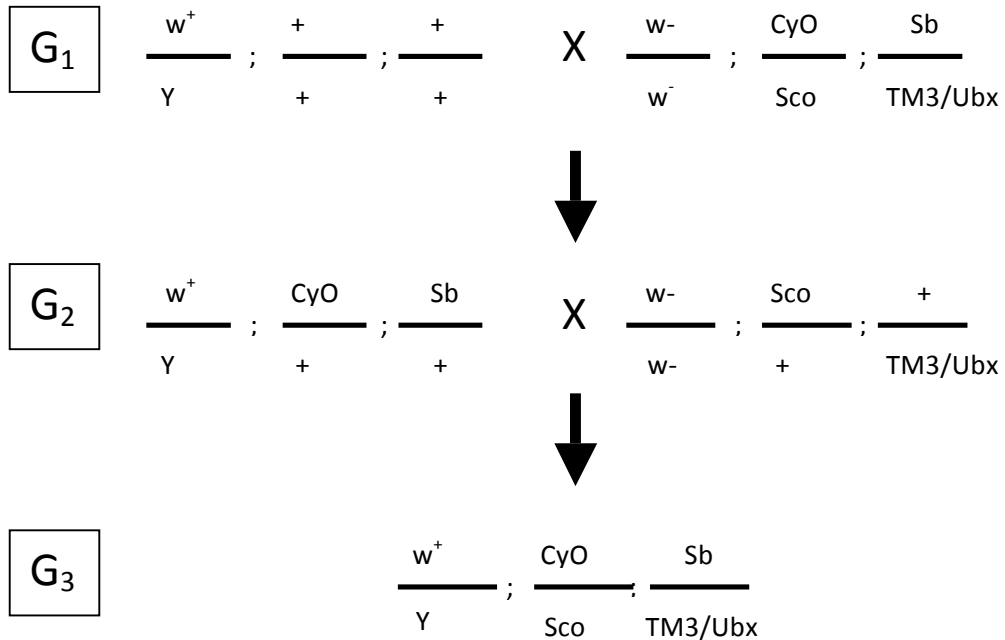 G₁ w⁺ ; + ; + X w- ; CyO ; Sb
Y + + w⁻ Sco TM3/Ubx
G₂ w⁺ ; CyO ; Sb X w- ; Sco ; +
Y + + w- + TM3/Ubx
G₃ w⁺ ; CyO : Sb
Y Sco TM3/Ubx